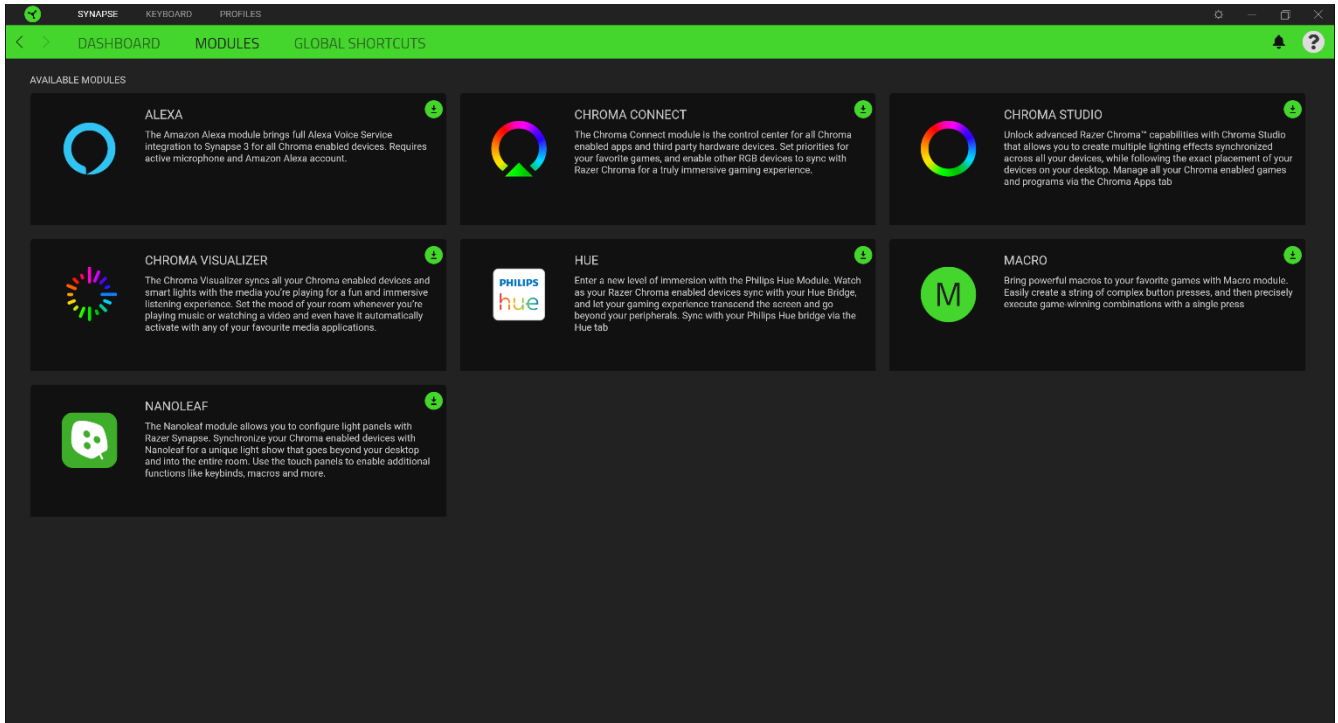 SYNAPSE KEYBOARD PROFILES
DASHBOARD MODULES GLOBAL SHORTCUTS
?
AVAILABLE MODULES
ALEXA
The Amazon Alexa module brings full Alexa Voice Service
integration to Synapse 3 for all Chroma enabled devices. Requires
active microphone and Amazon Alexa account.
CHROMA CONNECT
The Chroma Connect module is the control center for all Chroma
enabled apps and third party hardware devices. Set priorities for
your favorite games, and enable other RGB devices to sync with
Razer Chroma for a truly immersive gaming experience.
CHROMA STUDIO
Unlock advanced Razer Chroma™ capabilities with Chroma Studio
that allows you to create multiple lighting effects synchronized
across all your devices, while following the exact placement of your
devices on your desktop. Manage all your Chroma enabled games
and programs via the Chroma Apps tab
CHROMA VISUALIZER
The Chroma Visualizer syncs all your Chroma enabled devices and
smart lights with the media you're playing for a fun and immersive
listening experience. Set the mood of your room whenever you're
playing music or watching a video and even have it automatically
activate with any of your favourite media applications.
PHILIPS
hue
HUE
Enter a new level of immersion with the Philips Hue Module. Watch
as your Razer Chroma enabled devices sync with your Hue Bridge,
and let your gaming experience transcend the screen and go
beyond your peripherals. Sync with your Philips Hue bridge via the
Hue tab
M
MACRO
Bring powerful macros to your favorite games with Macro module.
Easily create a string of complex button presses, and then precisely
execute game-winning combinations with a single press
NANOLEAF
The Nanoleaf module allows you to configure light panels with
Razer Synapse. Synchronize your Chroma enabled devices with
Nanoleaf for a unique light show that goes beyond your desktop
and into the entire room. Use the touch panels to enable additional
functions like keybinds, macros and more.